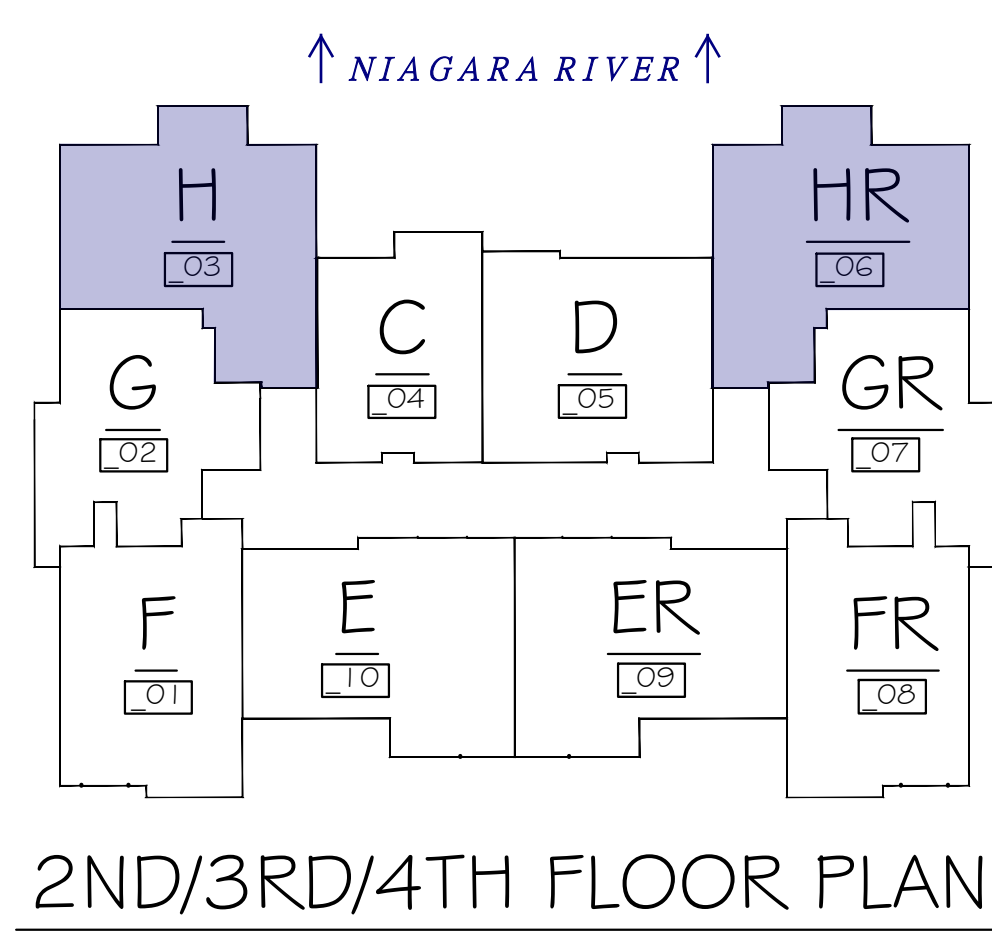 NIAGARA RIVER
H
_03
HR
_06
C
_04
D
_05
G
_02
GR
_07
F
_01
E
_10
ER
_09
FR
_08
2ND/3RD/4TH FLOOR PLAN